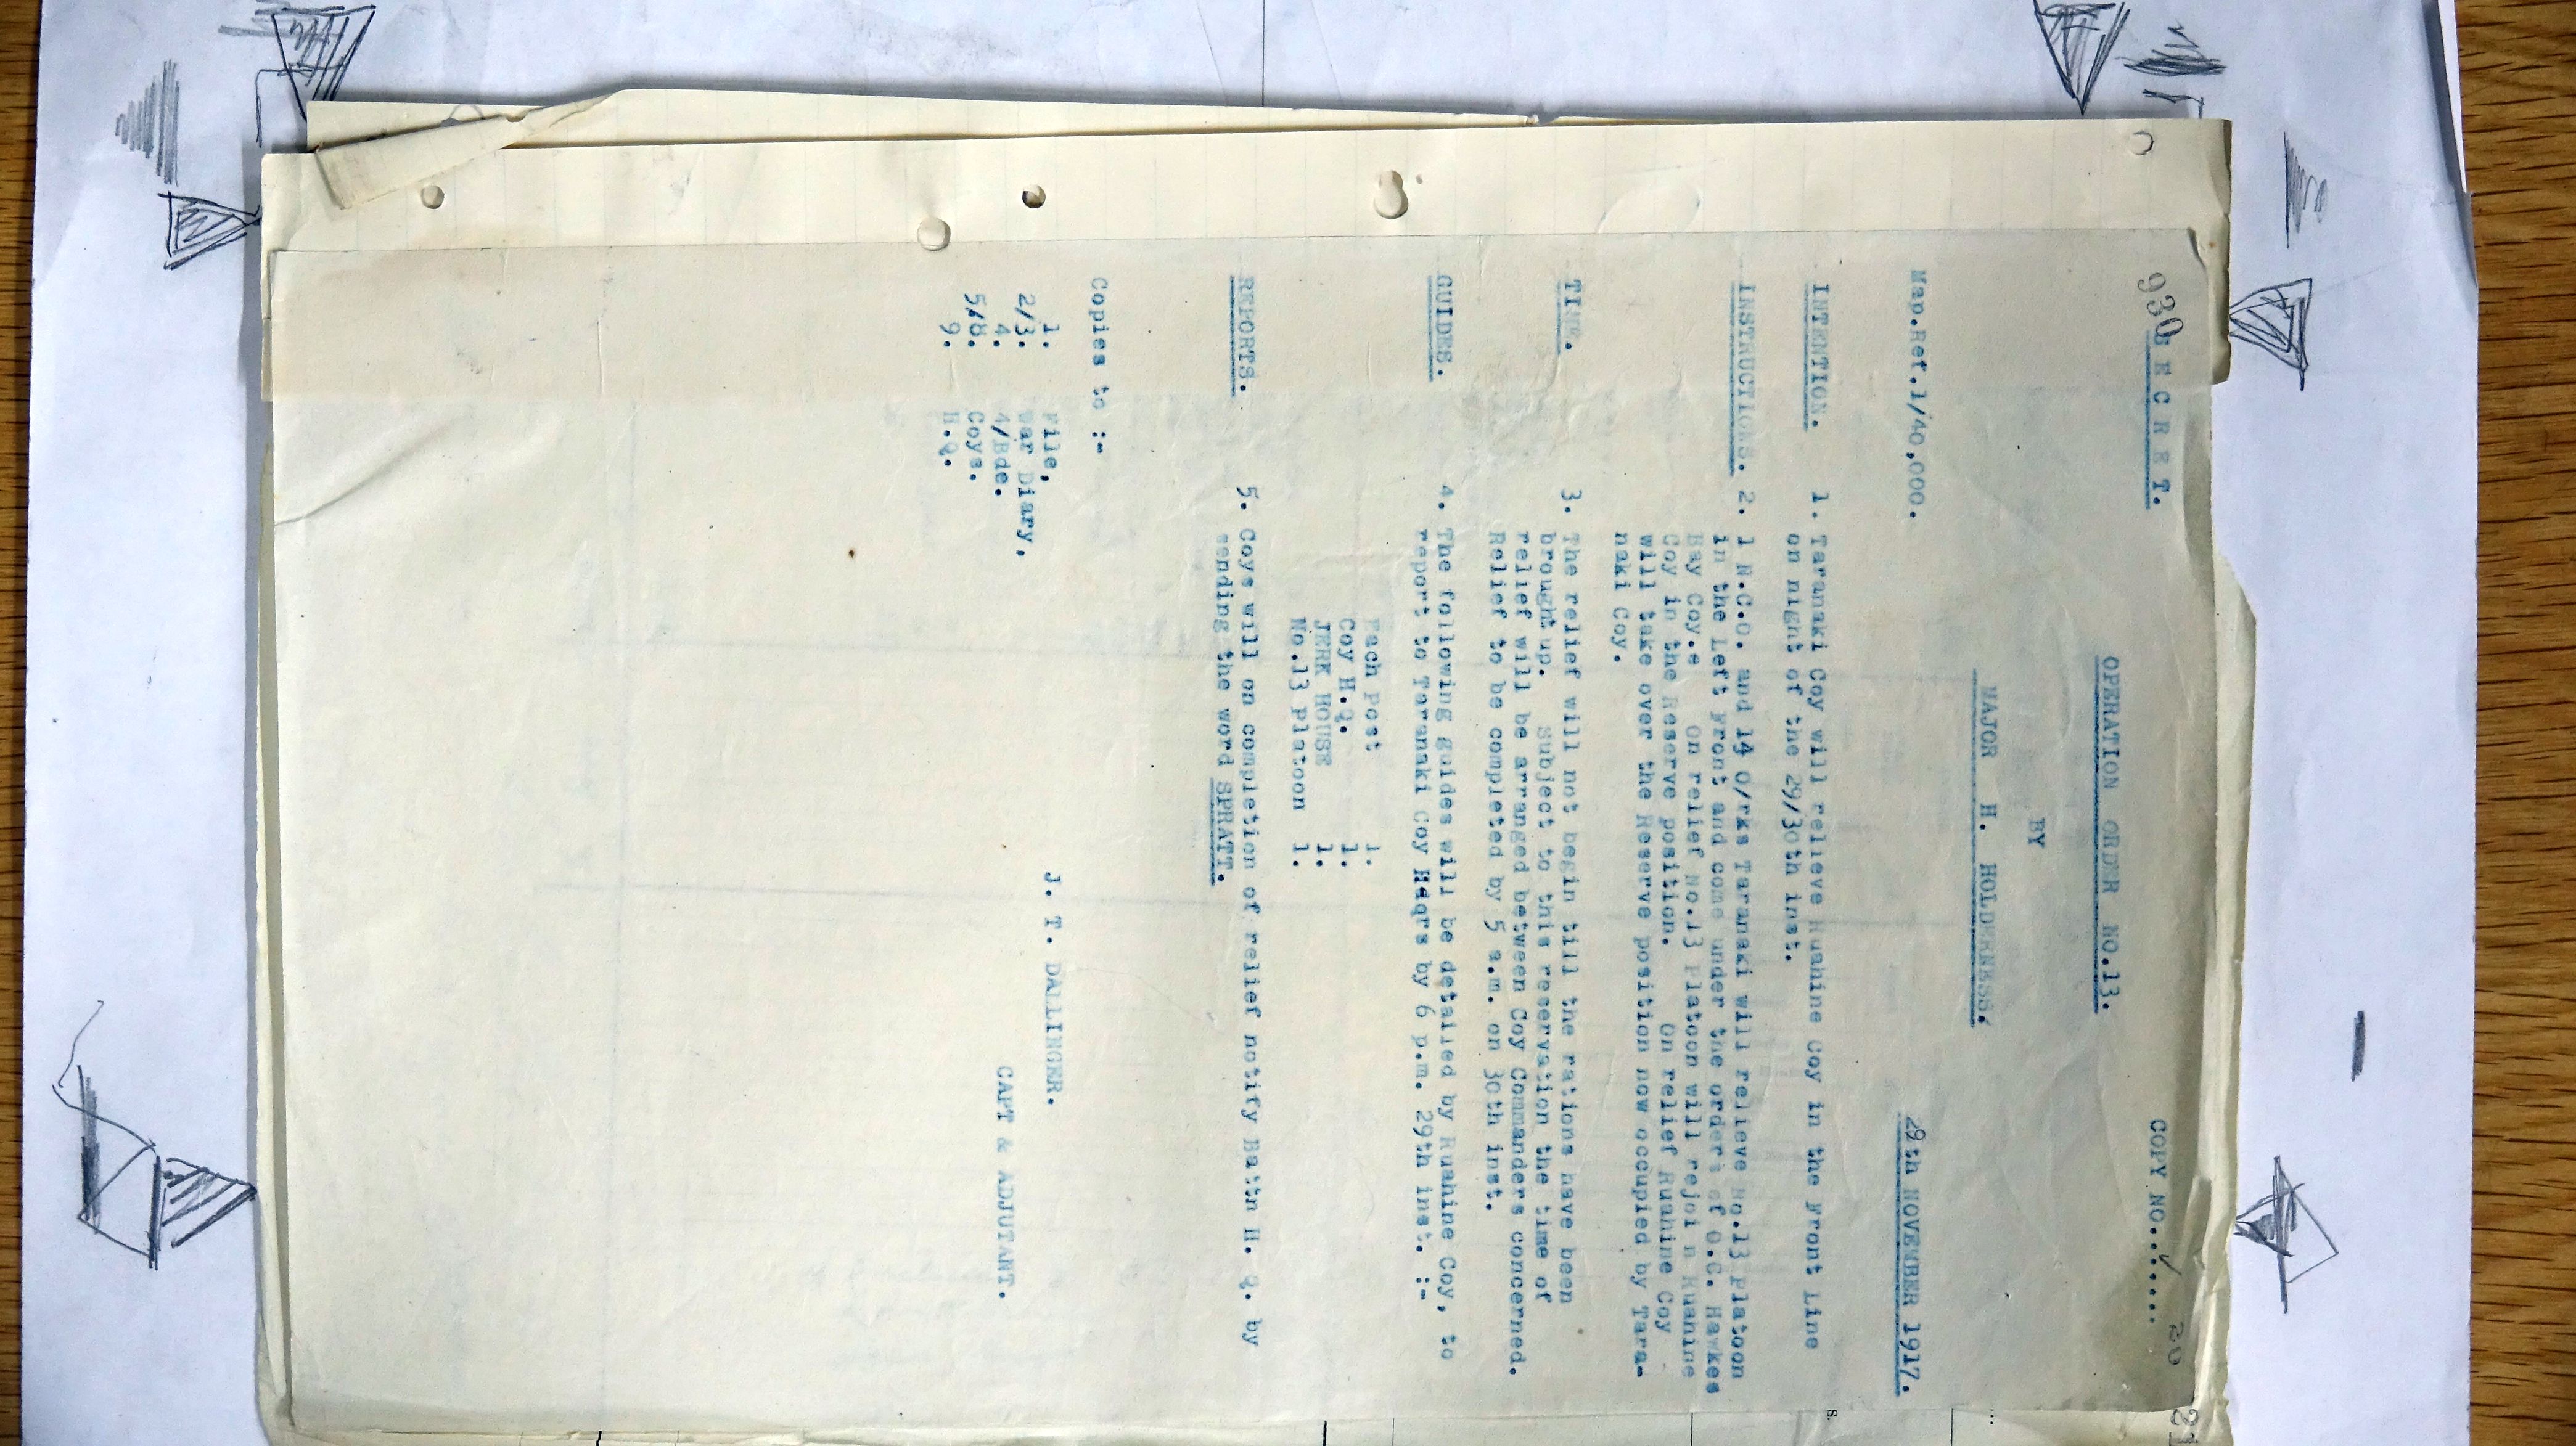 930
S E C R E T.
COPY NO...✓.....
20
OPERATION ORDER NO.13.
BY
MAJOR H. HOLDERNESS.
Map.Ref.1/40,000.
29th NOVEMBER 1917.
INTENTION. 1. Taranaki Coy will relieve Ruahine Coy in the Front Line
on night of the 29/30th inst.
INSTRUCTIONS. 2. 1 N.C.O. and 14 O/rks Taranaki will relieve No.13 Platoon
in the Left Front and come under the orders of O.C. Hawkes
Bay Coy.e On relief No.13 Platoon will rejoi n Ruahine
Coy in the Reserve position. On relief Ruahine Coy
will take over the Reserve position now occupied by Tara-
naki Coy.
TIME. 3. The relief will not begin till the rations have been
brought up. Subject to this reservation the time of
relief will be arranged between Coy Commanders concerned.
Relief to be completed by 5 a.m. on 30th inst.
GUIDES. 4. The following guides will be detailed by Ruahine Coy, to
report to Taranaki Coy Hdqrs by 6 p.m. 29th inst. :-
Each post 1.
Coy H.Q. 1.
JERK HOUSE 1.
No.13 Platoon 1.
REPORTS. 5. Coys will on completion of relief notify Battn H. Q. by
sending the word SPRATT.
Copies to :-
J. T. DALLINGER.
1. File,
2/3. War Diary,
CAPT & ADJUTANT.
4. 4/Bde.
5/8. Coys.
9. H.Q.
21